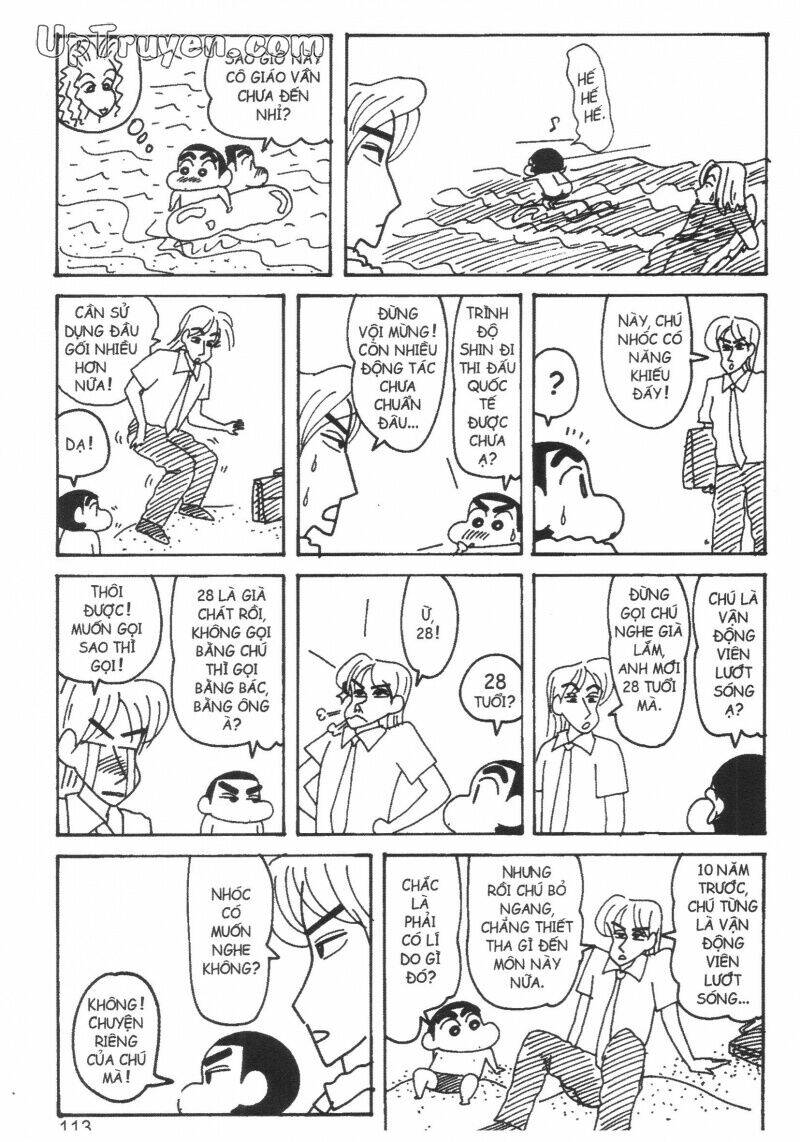 UpTruyen.com
HẾ
HẾ
HẾ.
SAO GIỜ NÀY
CÔ GIÁO VẪN
CHƯA ĐẾN
NHỈ?
NÀY, CHÚ
NHÓC CÓ
NĂNG
KHIẾU
ĐẤY!
?
TRÌNH
ĐỘ
SHIN ĐI
THI ĐẤU
QUỐC
TẾ
ĐƯỢC
CHƯA
Ạ?
ĐỪNG
VỘI MỪNG!
CÒN NHIỀU
ĐỘNG TÁC
CHƯA
CHUẨN
ĐÂU...
CẦN SỬ
DỤNG ĐẦU
GỐI NHIỀU
HƠN
NỮA!
DẠ!
CHÚ LÀ
VẬN
ĐỘNG
VIÊN
LƯỚT
SÓNG
Ạ?
ĐỪNG
GỌI CHÚ
NGHE GIÀ
LẮM,
ANH MỚI
28 TUỔI
MÀ.
28
TUỔI?
Ừ,
28!
28 LÀ GIÀ
CHÁT RỒI,
KHÔNG GỌI
BẰNG CHÚ
THÌ GỌI
BẰNG BÁC,
BẰNG ÔNG
À?
THÔI
ĐƯỢC!
MUỐN GỌI
SAO THÌ
GỌI!
10 NĂM
TRƯỚC,
CHÚ TỪNG
LÀ VẬN
ĐỘNG
VIÊN
LƯỚT
SÓNG...
NHƯNG
RỒI CHÚ BỎ
NGANG,
CHẲNG THIẾT
THA GÌ ĐẾN
MÔN NÀY
NỮA.
CHẮC
LÀ
PHẢI
CÓ LÍ
DO GÌ
ĐÓ?
NHÓC
CÓ
MUỐN
NGHE
KHÔNG?
KHÔNG!
CHUYỆN
RIÊNG
CỦA CHÚ
MÀ!
113